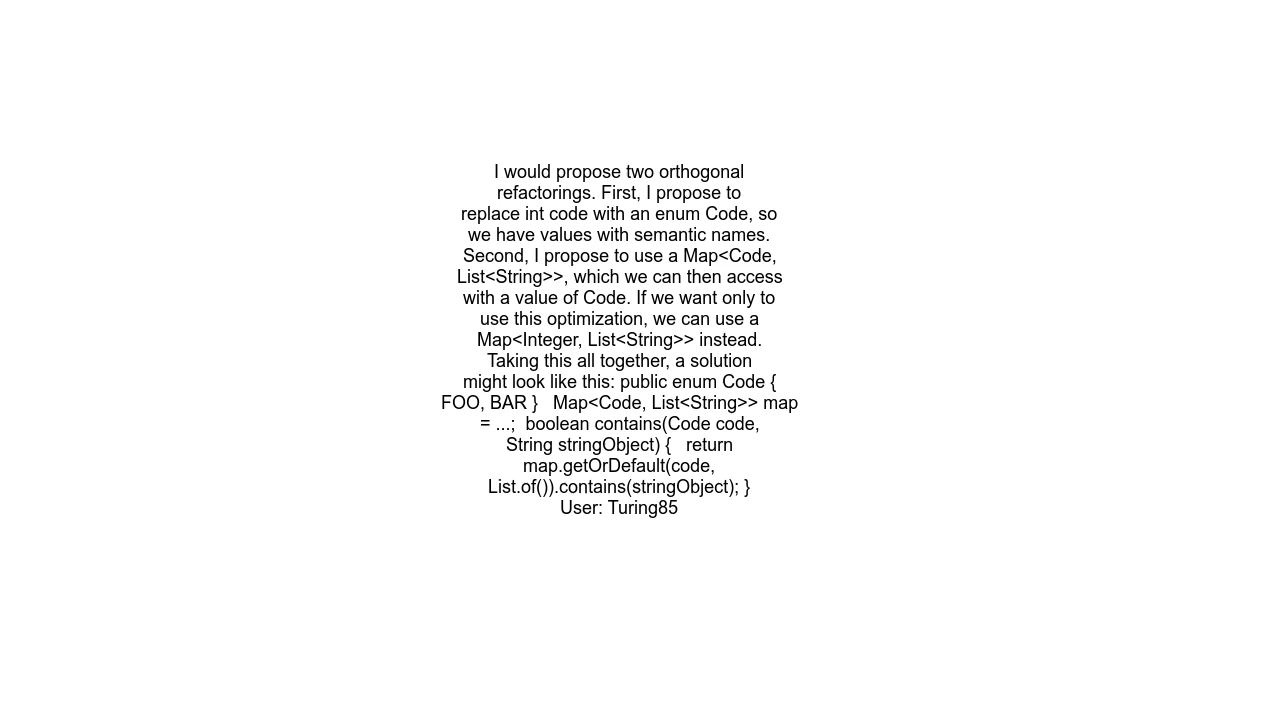 I would propose two orthogonal
refactorings. First, I propose to
replace int code with an enum Code, so
we have values with semantic names.
Second, I propose to use a Map<Code,
List<String>>, which we can then access
with a value of Code. If we want only to
use this optimization, we can use a
Map<Integer, List<String>> instead.
Taking this all together, a solution
might look like this: public enum Code {
FOO, BAR }   Map<Code, List<String>> map
= ...;  boolean contains(Code code,
String stringObject) {   return
map.getOrDefault(code,
List.of()).contains(stringObject); }
User: Turing85